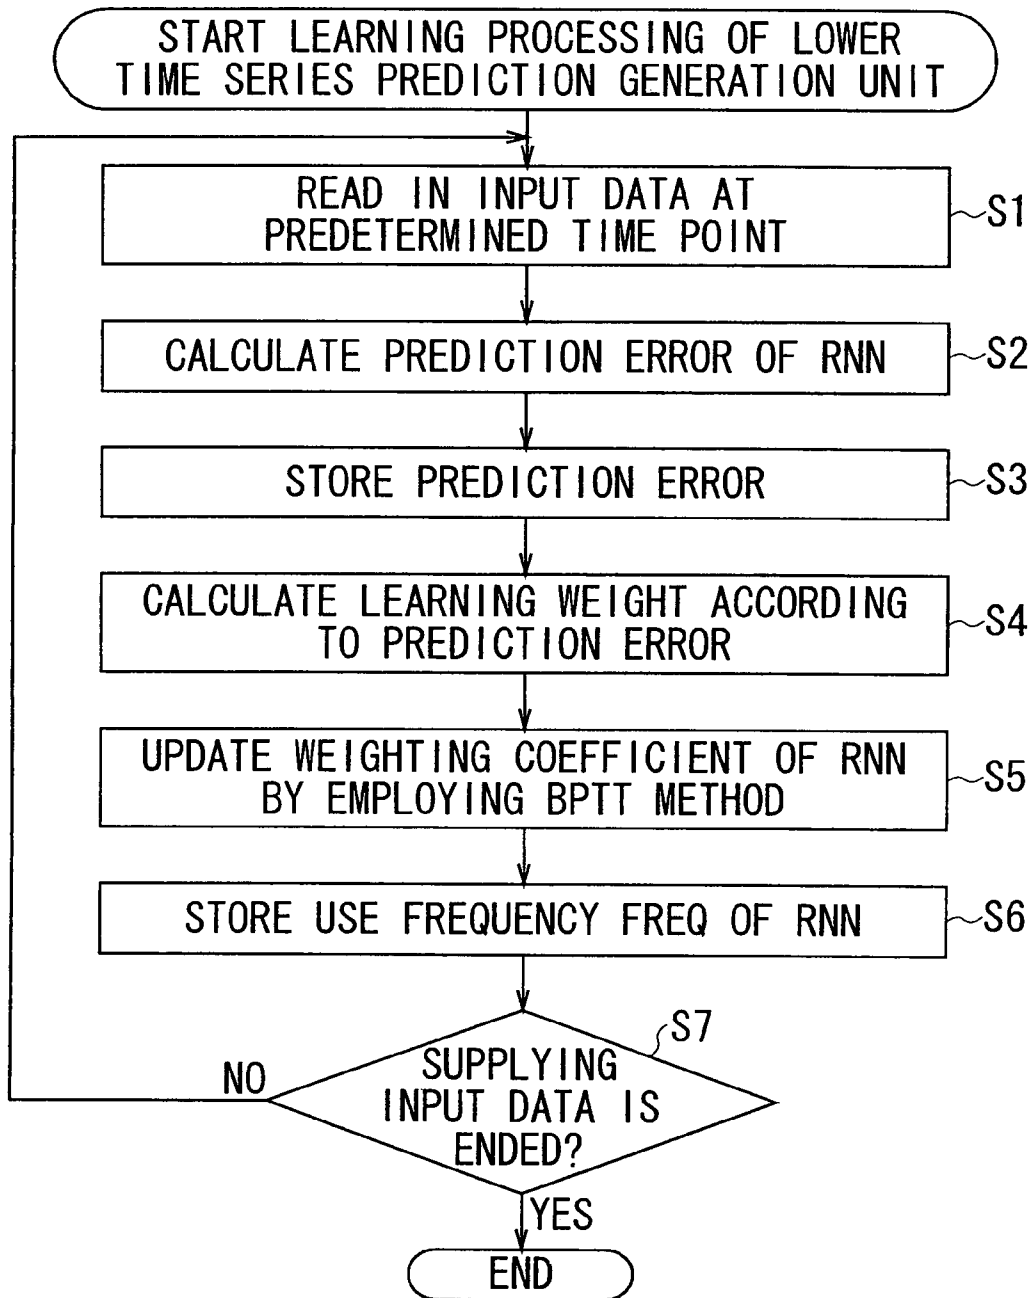 START LEARNING PROCESSING OF LOWER
TIME SERIES PREDICTION GENERATION UNIT
READ IN INPUT DATA AT
PREDETERMINED TIME POINT
S1
CALCULATE PREDICTION ERROR OF RNN
S2
STORE PREDICTION ERROR
S3
CALCULATE LEARNING WEIGHT ACCORDING
TO PREDICTION ERROR
S4
UPDATE WEIGHTING COEFFICIENT OF RNN
BY EMPLOYING BPTT METHOD
S5
STORE USE FREQUENCY FREQ OF RNN
S6
S7
SUPPLYING
INPUT DATA IS
ENDED?
NO
YES
END